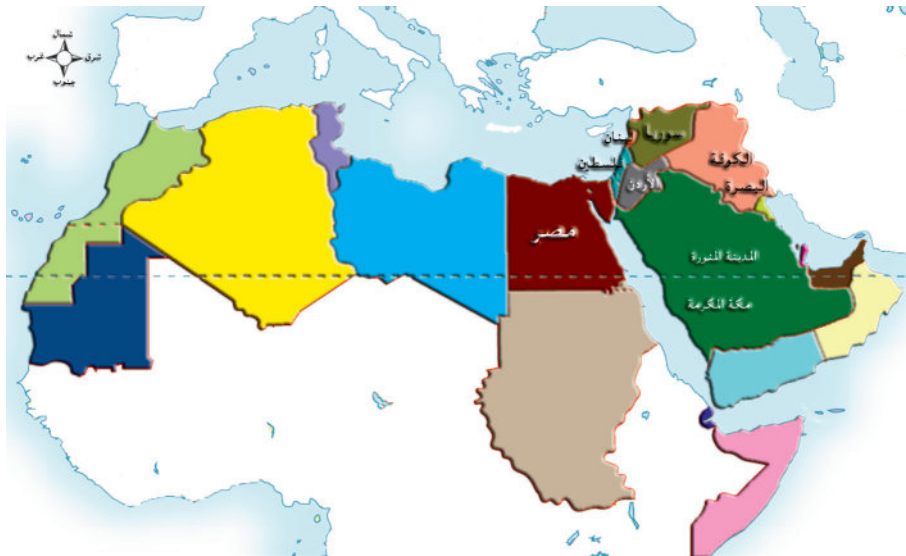 شمال
شرق
غرب
جنوب
سوريا
لبنان
فلسطين
الأردن
الكوفة
البصرة
مصر
المدينة المنورة
مكة المكرمة